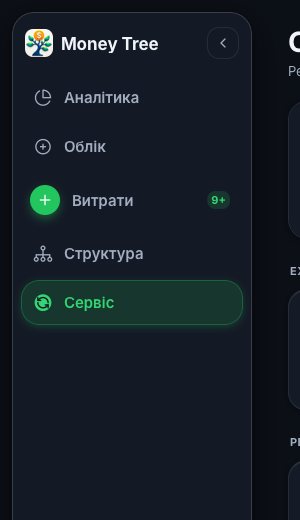 Money Tree
Аналітика
Облік
Витрати
9+
Структура
Сервіс